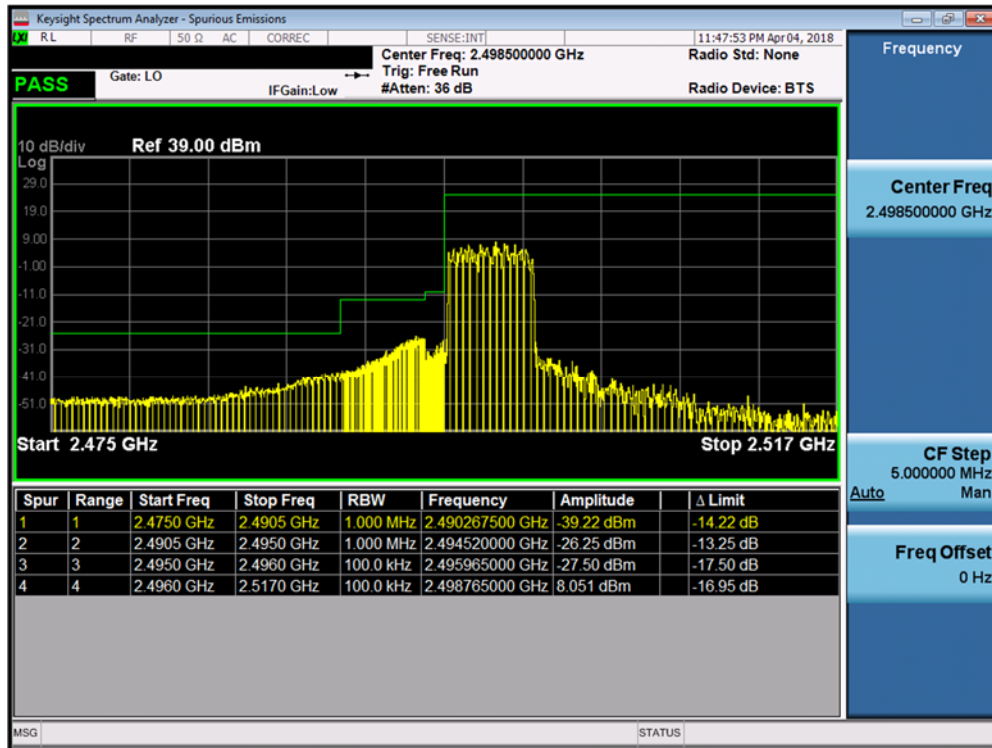 Keysight Spectrum Analyzer - Spurious Emissions
RL RF 50 Ω AC CORREC SENSE:INT 11:47:53 PM Apr 04, 2018
Center Freq: 2.498500000 GHz Radio Std: None
PASS Gate: LO Trig: Free Run
IFGain:Low #Atten: 36 dB Radio Device: BTS
10 dB/div Ref 39.00 dBm
Log
29.0
19.0
9.00
-1.00
-11.0
-21.0
-31.0
-41.0
-51.0
Start 2.475 GHz Stop 2.517 GHz
Spur Range Start Freq Stop Freq RBW Frequency Amplitude Δ Limit
1 1 2.4750 GHz 2.4905 GHz 1.000 MHz 2.490267500 GHz -39.22 dBm -14.22 dB
2 2 2.4905 GHz 2.4950 GHz 1.000 MHz 2.494520000 GHz -26.25 dBm -13.25 dB
3 3 2.4950 GHz 2.4960 GHz 100.0 kHz 2.495965000 GHz -27.50 dBm -17.50 dB
4 4 2.4960 GHz 2.5170 GHz 100.0 kHz 2.498765000 GHz 8.051 dBm -16.95 dB
MSG STATUS
Frequency
Center Freq
2.498500000 GHz
CF Step
5.000000 MHz
Auto Man
Freq Offset
0 Hz